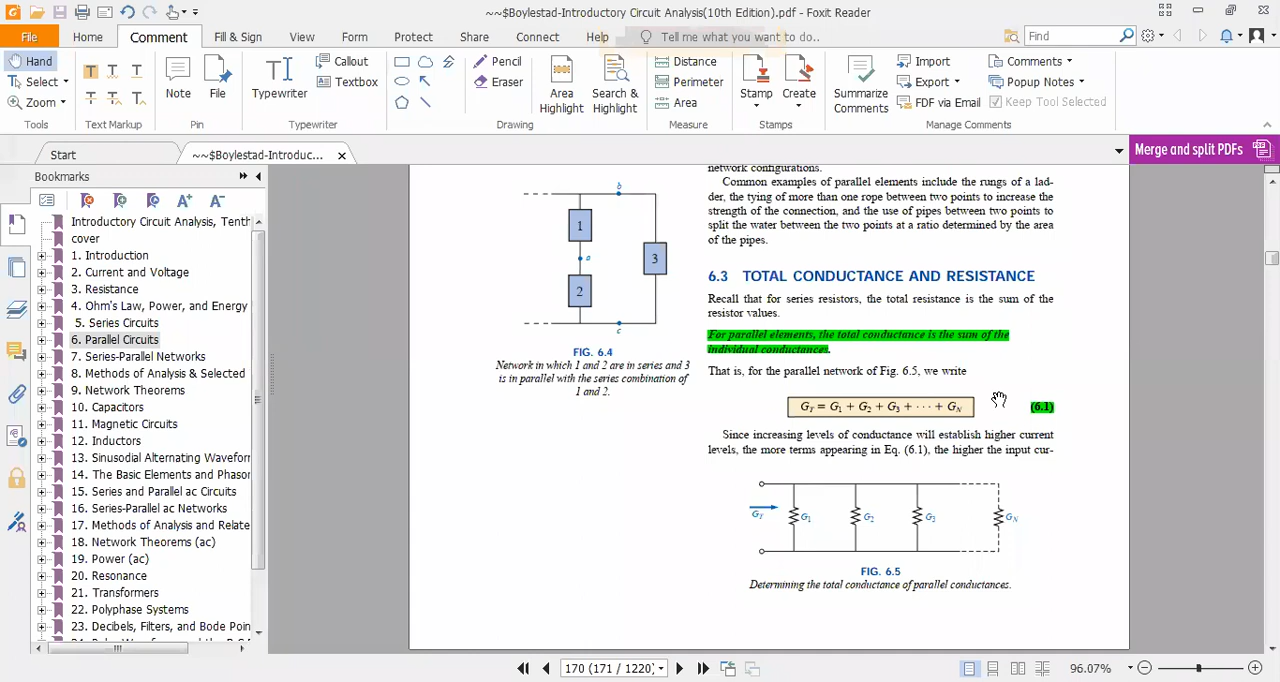 ~~$Boylestad-Introductory Circuit Analysis(10th Edition).pdf - Foxit Reader
File Home Comment Fill & Sign View Form Protect Share Connect Help Tell me what you want to do.. Find
Hand
Select
Zoom
Tools
Text Markup
Note
File
Pin
Typewriter
Callout
Textbox
Typewriter
Pencil
Eraser
Drawing
Area Highlight
Search & Highlight
Distance
Perimeter
Area
Measure
Stamp
Create
Stamps
Summarize Comments
Import
Export
FDF via Email
Comments
Popup Notes
Keep Tool Selected
Manage Comments
Start
~~$Boylestad-Introduc...
Merge and split PDFs
Bookmarks
Introductory Circuit Analysis, Tenth
cover
1. Introduction
2. Current and Voltage
3. Resistance
4. Ohm's Law, Power, and Energy
5. Series Circuits
6. Parallel Circuits
Series-Parallel Networks
8. Methods of Analysis & Selected
9. Network Theorems
10. Capacitors
11. Magnetic Circuits
12. Inductors
13. Sinusodial Alternating Wavefor
14. The Basic Elements and Phasor
15. Series and Parallel ac Circuits
16. Series-Parallel ac Networks
17. Methods of Analysis and Relate
18. Network Theorems (ac)
19. Power (ac)
20. Resonance
21. Transformers
22. Polyphase Systems
23. Decibels, Filters, and Bode Poin
b
1
a
2
3
c
FIG. 6.4
Network in which 1 and 2 are in series and 3
is in parallel with the series combination of
1 and 2.
network configurations.
Common examples of parallel elements include the rungs of a lad-
der, the tying of more than one rope between two points to increase the
strength of the connection, and the use of pipes between two points to
split the water between the two points at a ratio determined by the area
of the pipes.
6.3 TOTAL CONDUCTANCE AND RESISTANCE
Recall that for series resistors, the total resistance is the sum of the
resistor values.
For parallel elements, the total conductance is the sum of the
individual conductances.
That is, for the parallel network of Fig. 6.5, we write
G_T = G_1 + G_2 + G_3 + · · · + G_N (6.1)
Since increasing levels of conductance will establish higher current
levels, the more terms appearing in Eq. (6.1), the higher the input cur-
G_T G_1 G_2 G_3 G_N
FIG. 6.5
Determining the total conductance of parallel conductances.
170 (171 / 1220)
96.07%